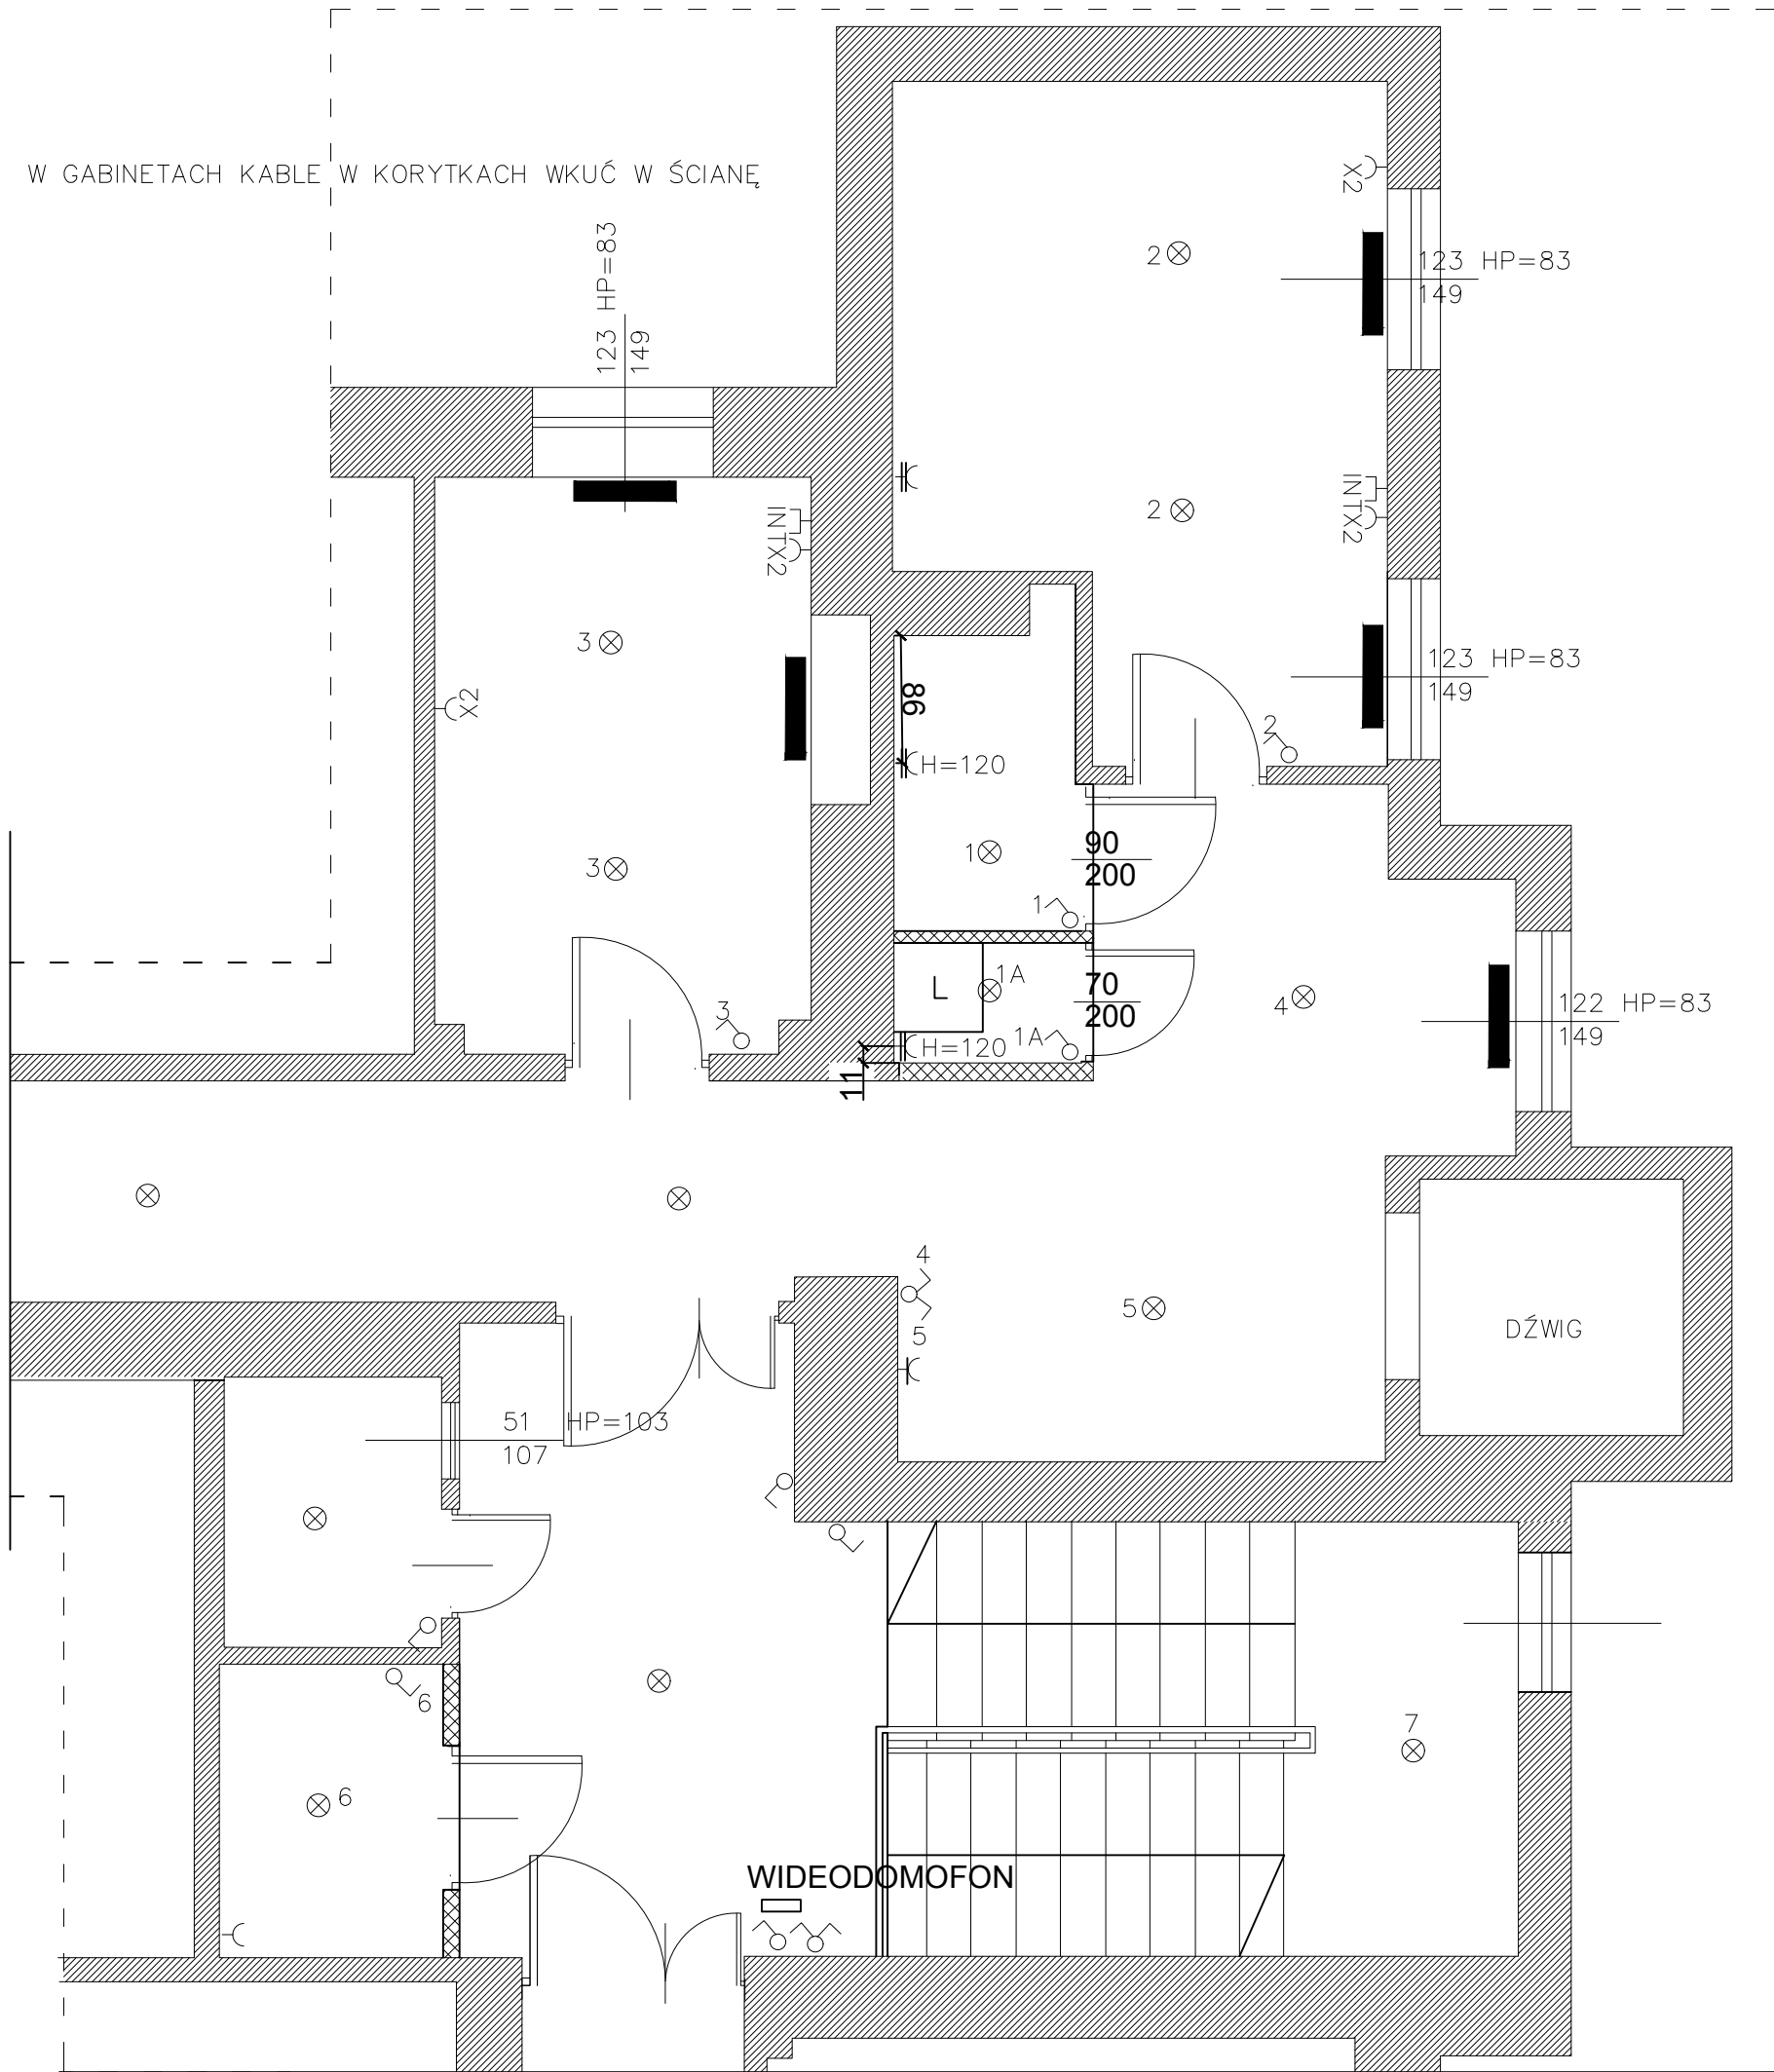 W GABINETACH KABLE W KORYTKACH WKUĆ W ŚCIANĘ
X2
123 HP=83
149
2
123 HP=83
149
INT
X2
2
INT
X2
3
X2
86
H=120
123 HP=83
149
2
3
1
90
200
1
3
L
1A
70
200
4
122 HP=83
149
H=120
1A
11
4
5
5
DŹWIG
51 HP=103
107
6
6
7
WIDEODOMOFON